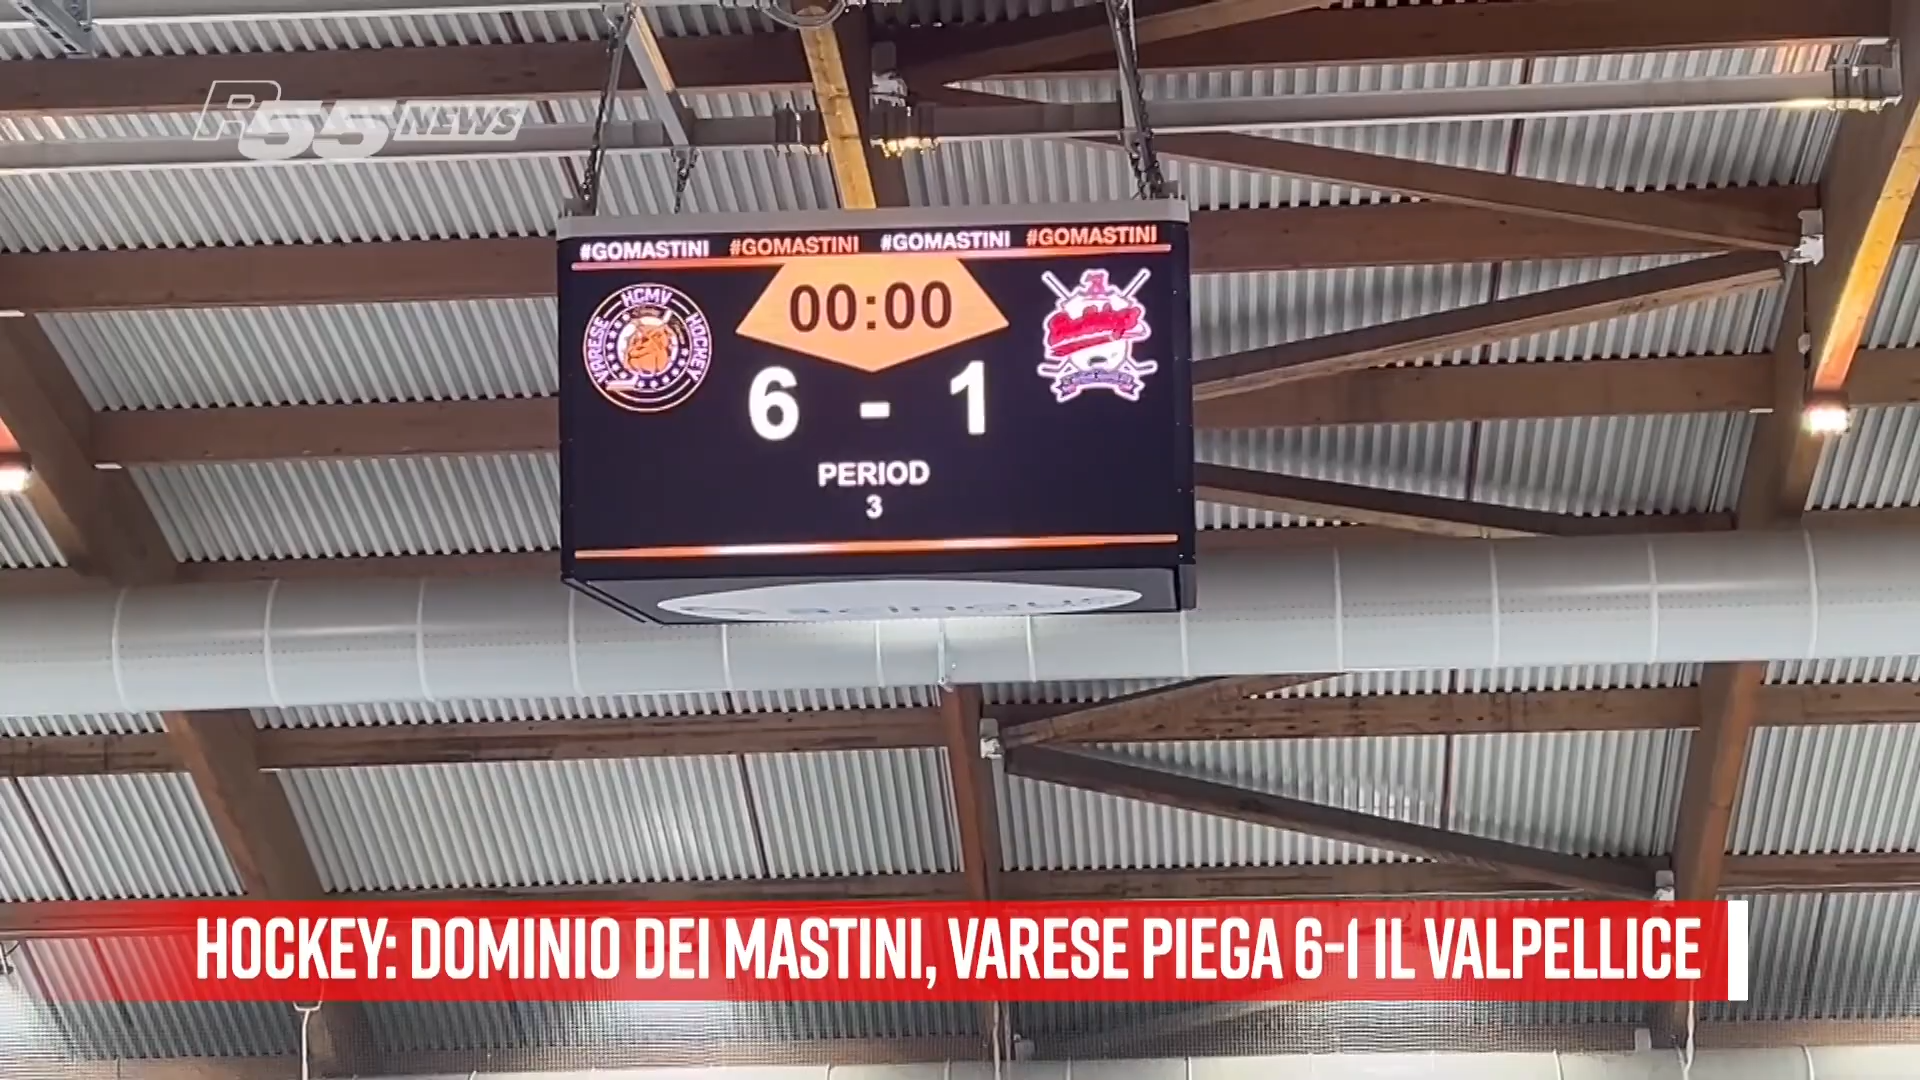 R55 NEWS
#GOMASTINI #GOMASTINI #GOMASTINI #GOMASTINI
HCMV
VARESE HOCKEY
00:00
Bulldogs
6 - 1
PERIOD
3
HOCKEY: DOMINIO DEI MASTINI, VARESE PIEGA 6-1 IL VALPELLICE